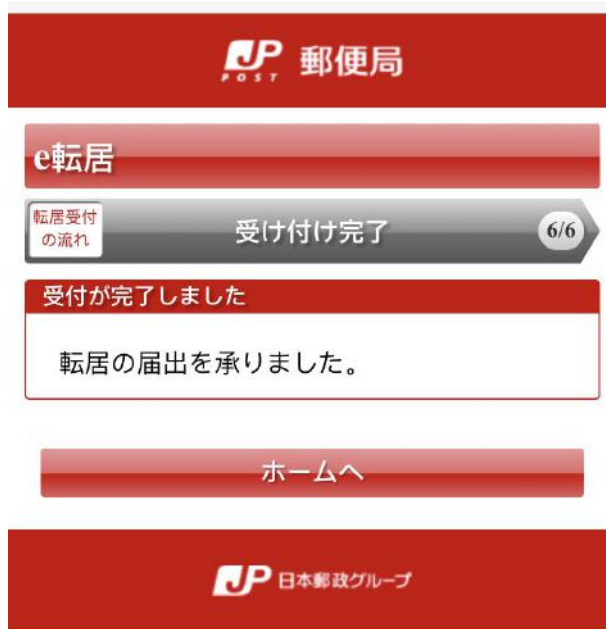 JP 郵便局
POST
e転居
転居受付
の流れ
受け付け完了
6/6
受付が完了しました
転居の届出を承りました。
ホームへ
JP 日本郵政グループ